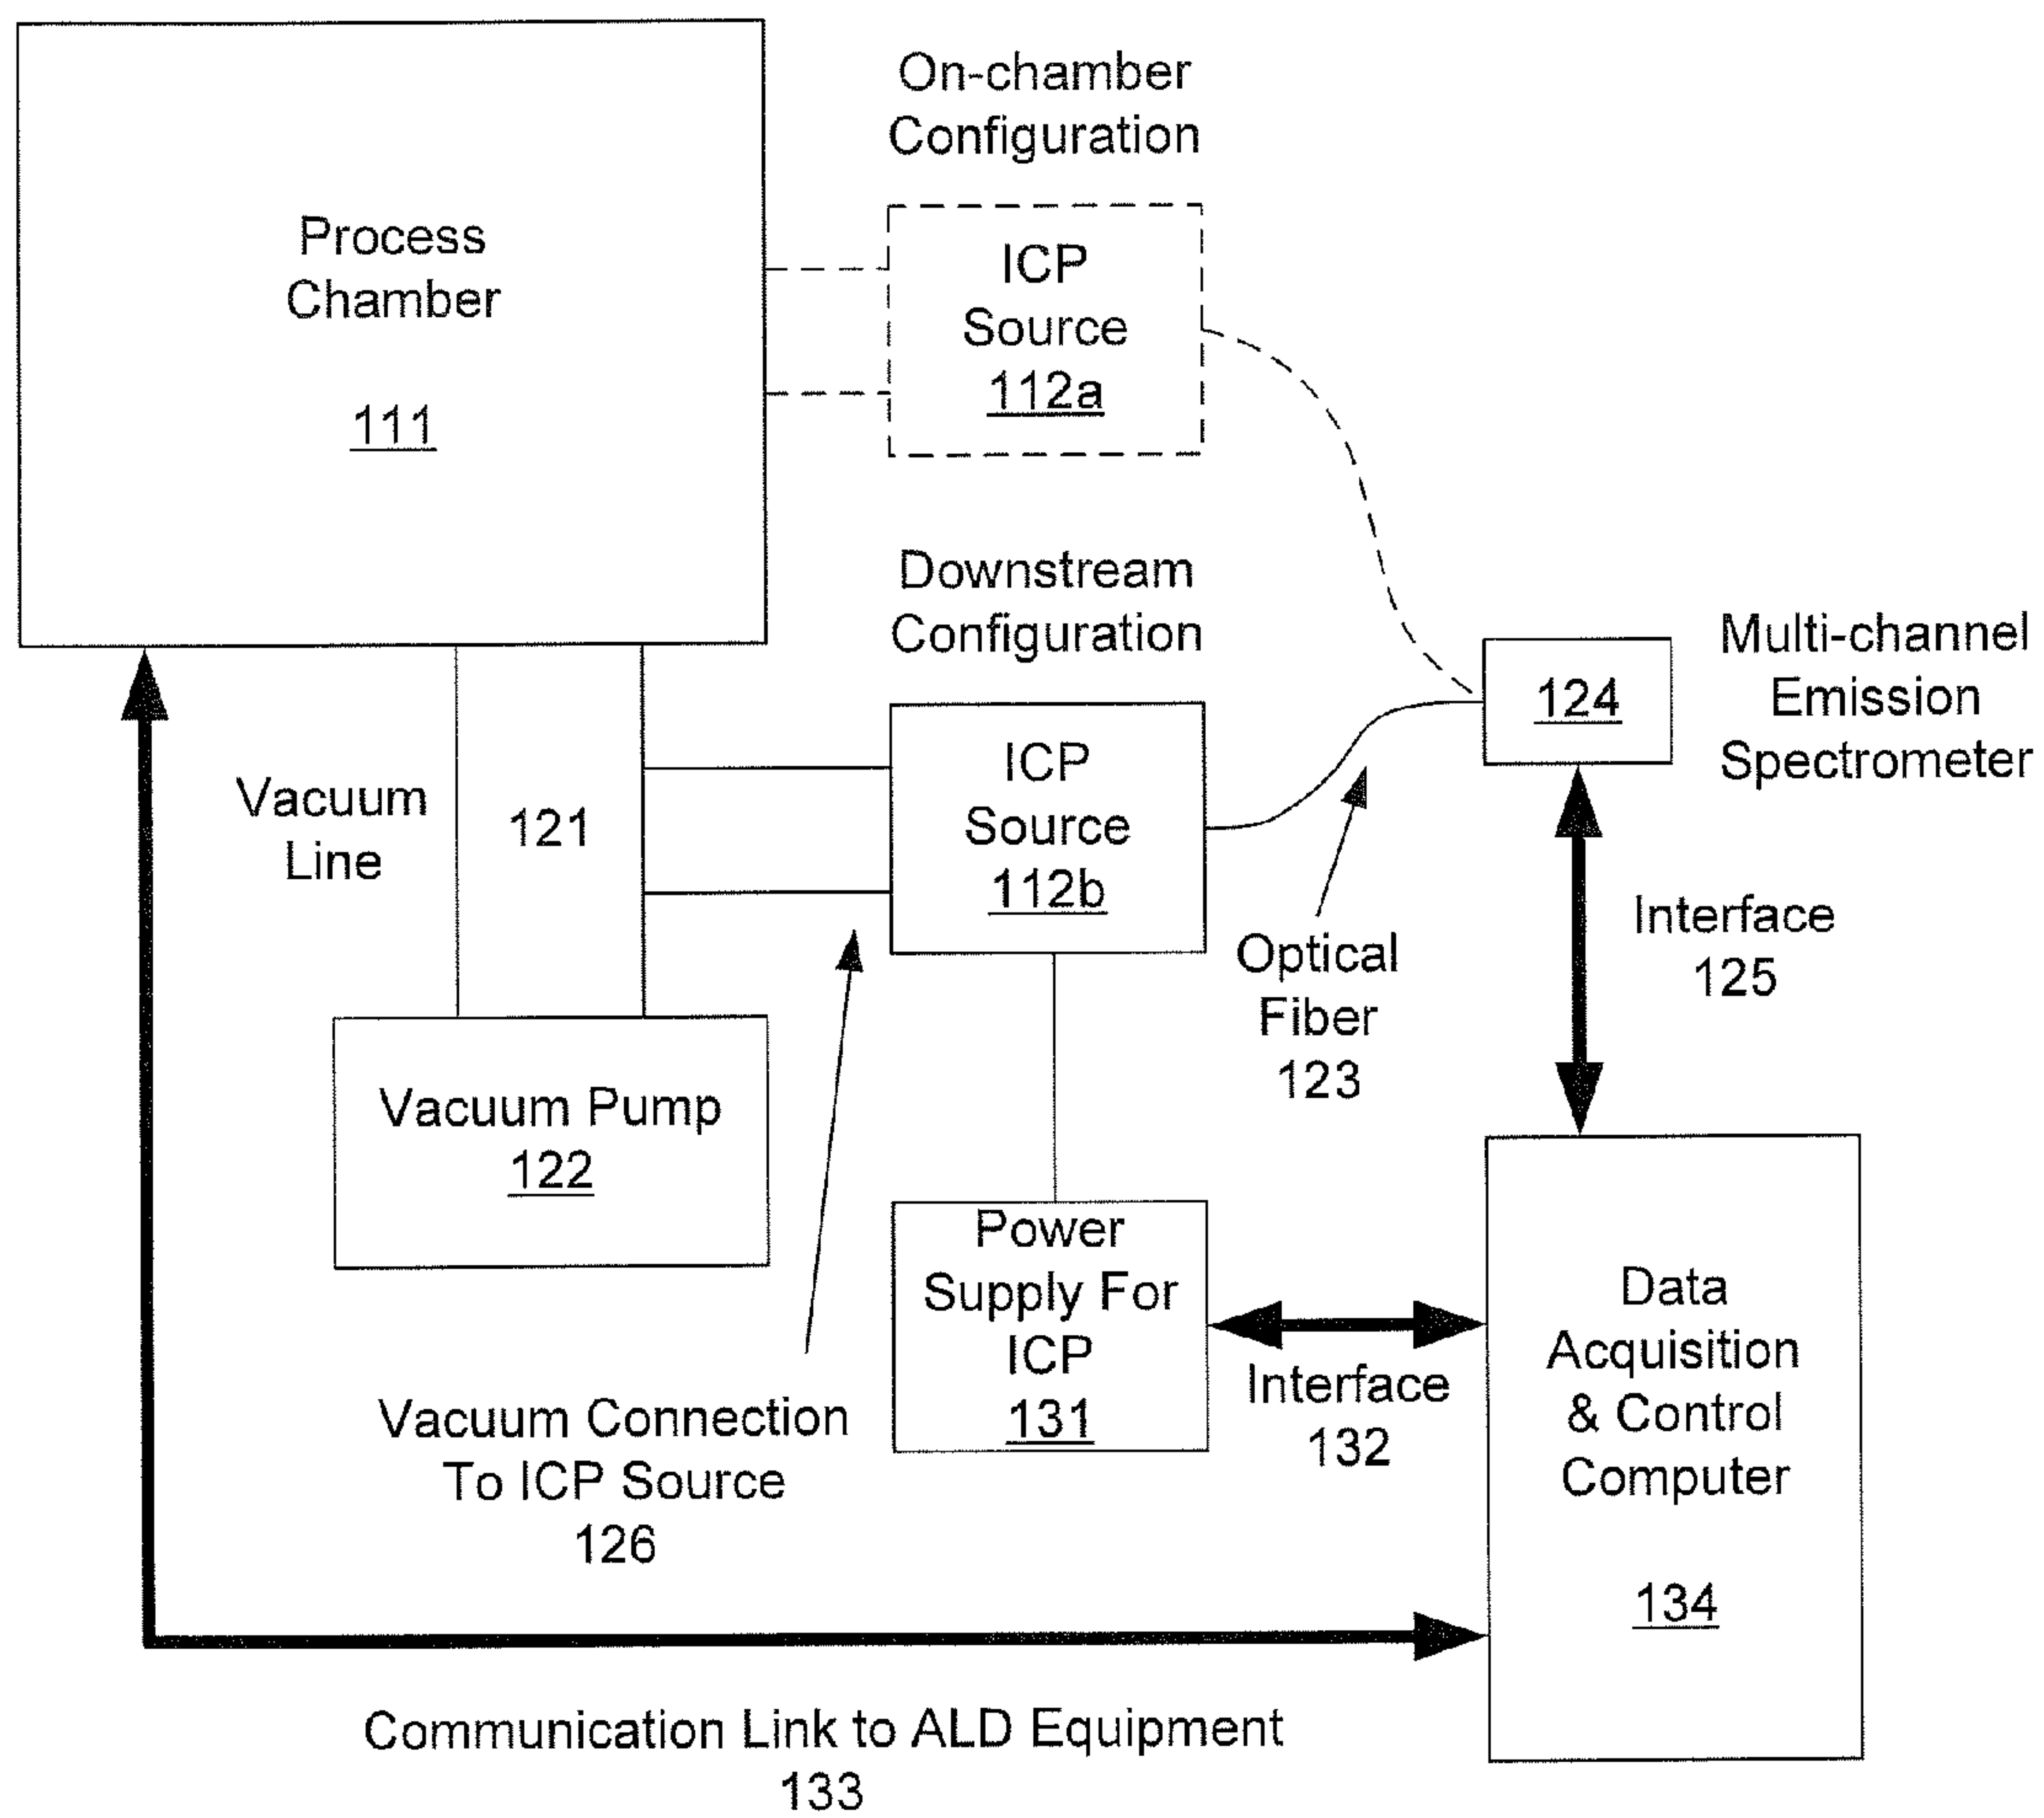 On-chamber
Configuration
Process
Chamber
111
ICP
Source
112a
Downstream
Configuration
Multi-channel
Emission
Spectrometer
124
ICP
Source
112b
Vacuum
Line
121
Optical
Fiber
123
Interface
125
Vacuum Pump
122
Power
Supply For
ICP
131
Interface
132
Data
Acquisition
& Control
Computer
134
Vacuum Connection
To ICP Source
126
Communication Link to ALD Equipment
133